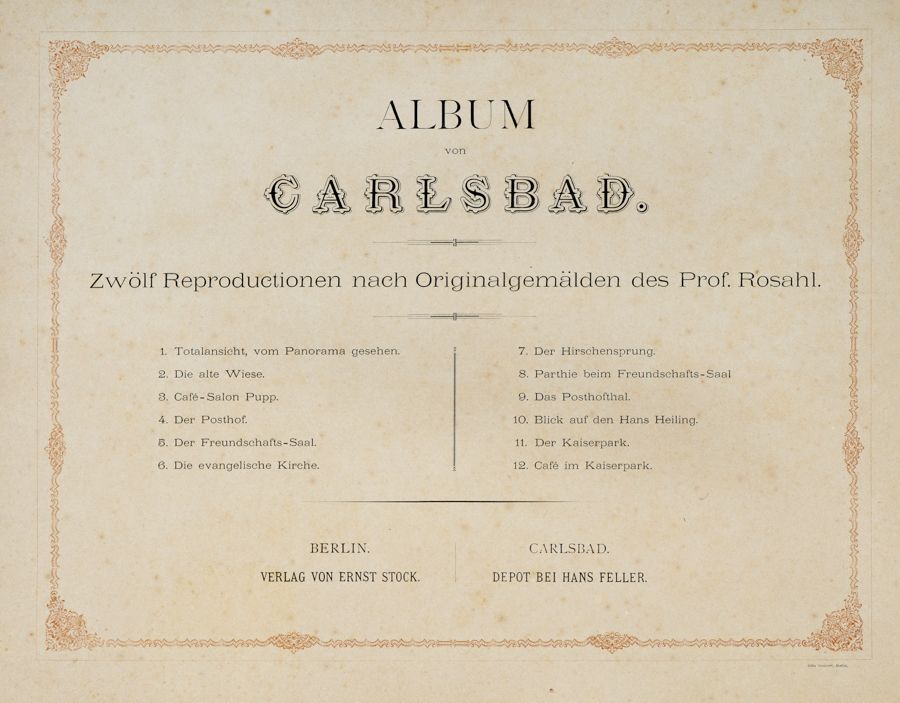 ALBUM
von
CARLSBAD.
Zwölf Reproductionen nach Originalgemälden des Prof. Rosahl.
1. Totalansicht, vom Panorama gesehen.
2. Die alte Wiese.
3. Café-Salon Pupp.
4. Der Posthof.
5. Der Freundschafts-Saal.
6. Die evangelische Kirche.
7. Der Hirschensprung.
8. Parthie beim Freundschafts-Saal
9. Das Posthofthal.
10. Blick auf den Hans Heiling.
11. Der Kaiserpark.
12. Café im Kaiserpark.
BERLIN.
VERLAG VON ERNST STOCK.
CARLSBAD.
DEPOT BEI HANS FELLER.